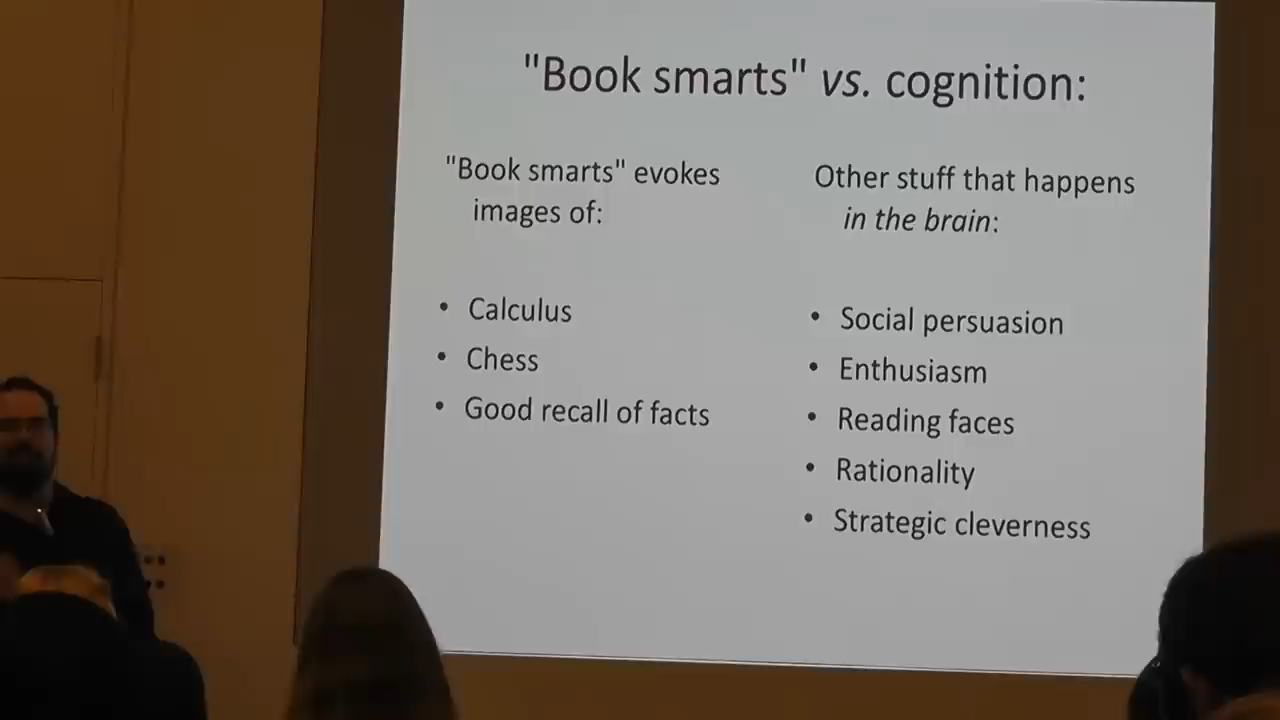 "Book smarts" vs. cognition:
"Book smarts" evokes
images of:
• Calculus
• Chess
• Good recall of facts
Other stuff that happens
in the brain:
• Social persuasion
• Enthusiasm
• Reading faces
• Rationality
• Strategic cleverness